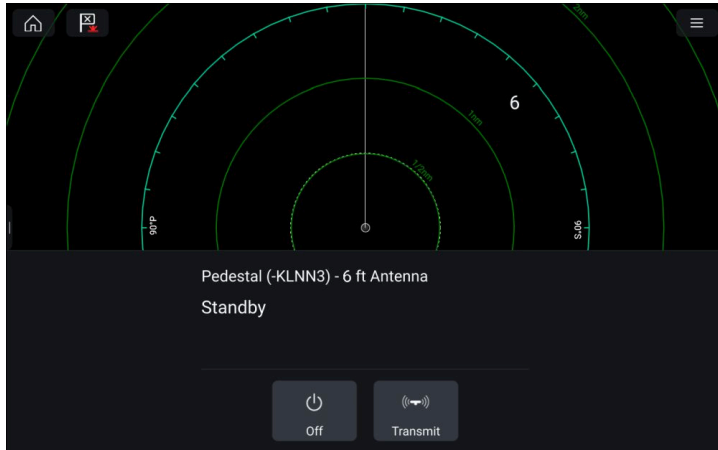 2nm
6
1nm
1/2nm
90°P
90°S
Pedestal (-KLNN3) - 6 ft Antenna
Standby
Off
Transmit